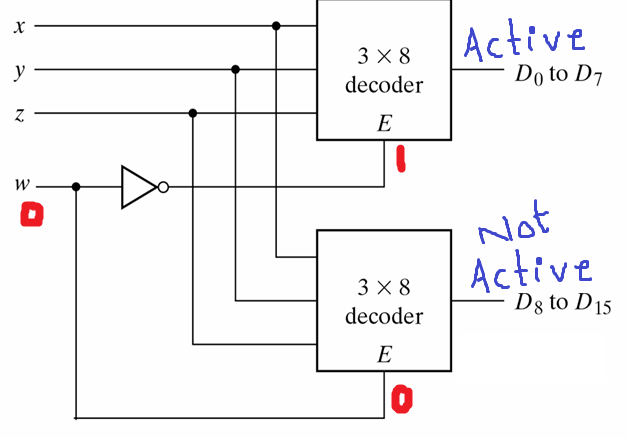 x
y
z
w
0
3 × 8
decoder
E
1
Active
D₀ to D₇
3 × 8
decoder
E
0
Not
Active
D₈ to D₁₅